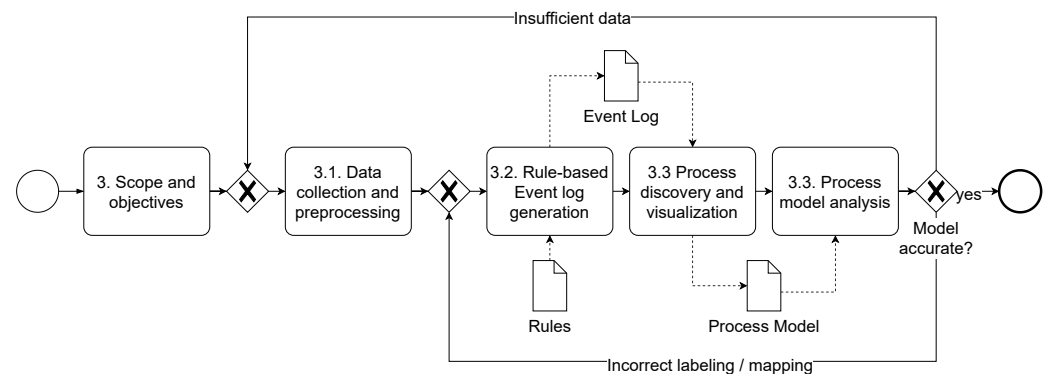 Insufficient data
Event Log
3. Scope and
objectives
3.1. Data
collection and
preprocessing
3.2. Rule-based
Event log
generation
3.3 Process
discovery and
visualization
3.3. Process
model analysis
yes
Model
accurate?
Rules
Process Model
Incorrect labeling / mapping